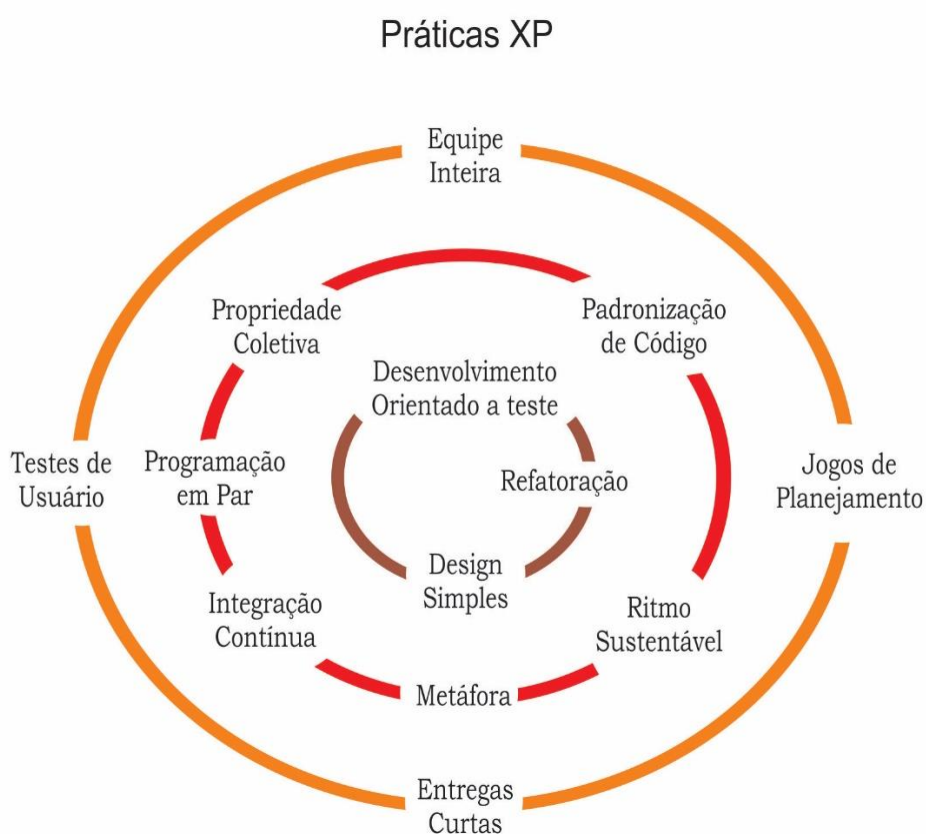 Práticas XP
Equipe
Inteira
Propriedade
Coletiva
Padronização
de Código
Desenvolvimento
Orientado a teste
Testes de
Usuário
Programação
em Par
Refatoração
Jogos de
Planejamento
Design
Simples
Integração
Contínua
Ritmo
Sustentável
Metáfora
Entregas
Curtas